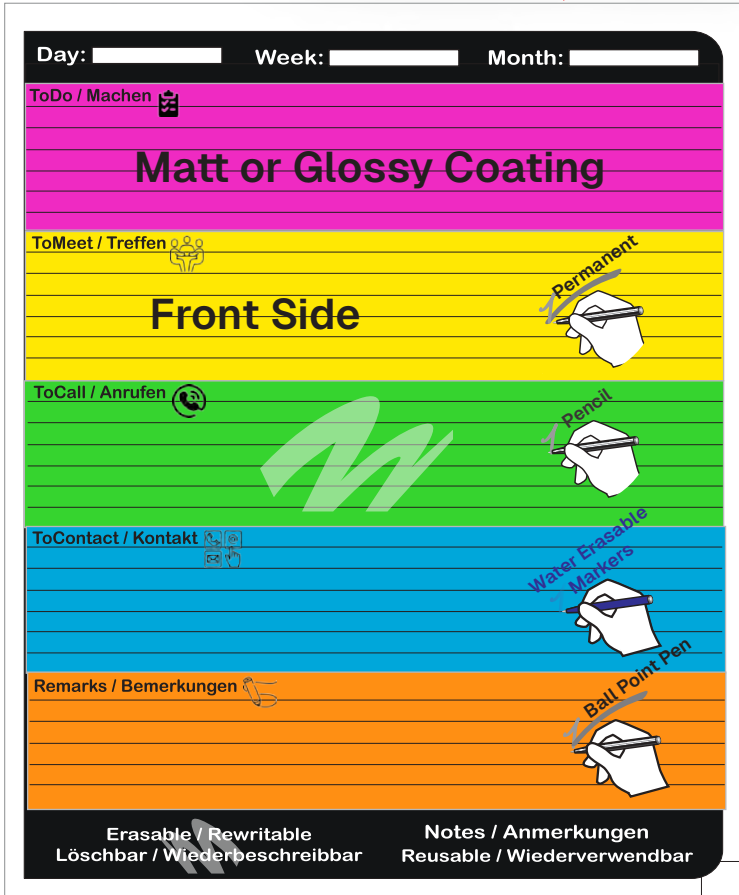 Day:
Week:
Month:
ToDo / Machen
Matt or Glossy Coating
ToMeet / Treffen
Permanent
Front Side
ToCall / Anrufen
Pencil
ToContact / Kontakt
Water Erasable
Markers
Remarks / Bemerkungen
Ball Point Pen
Erasable / Rewritable
Löschbar / Wiederbeschreibbar
Notes / Anmerkungen
Reusable / Wiederverwendbar